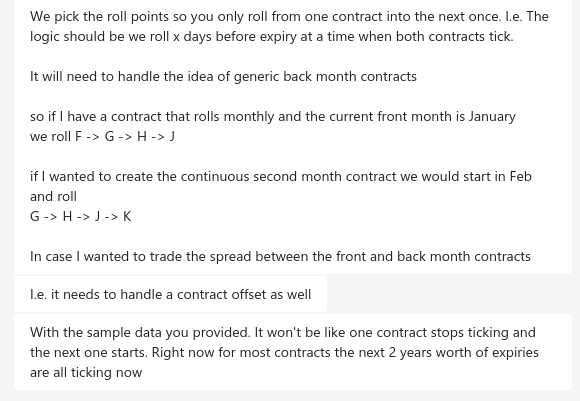 We pick the roll points so you only roll from one contract into the next once. I.e. The
logic should be we roll x days before expiry at a time when both contracts tick.
It will need to handle the idea of generic back month contracts
so if I have a contract that rolls monthly and the current front month is January
we roll F -> G -> H -> J
if I wanted to create the continuous second month contract we would start in Feb
and roll
G -> H -> J -> K
In case I wanted to trade the spread between the front and back month contracts
I.e. it needs to handle a contract offset as well
With the sample data you provided. It won't be like one contract stops ticking and
the next one starts. Right now for most contracts the next 2 years worth of expiries
are all ticking now